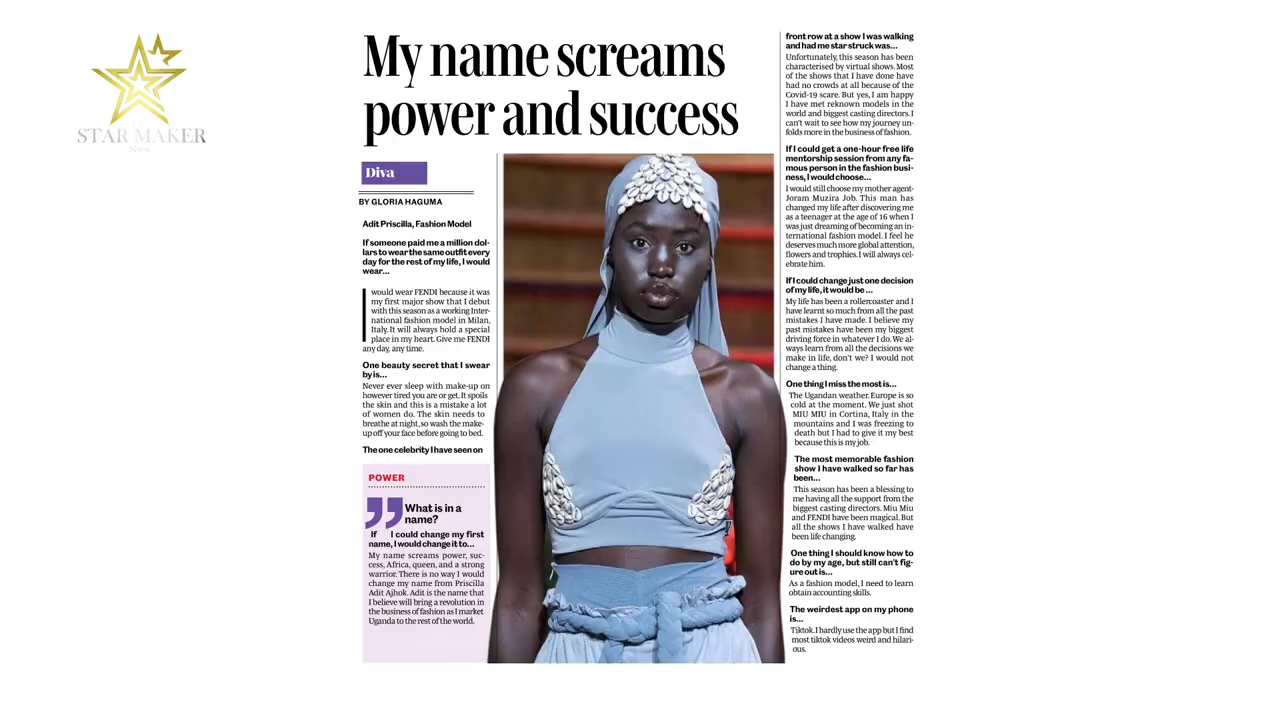 STAR MAKER
Show
My name screams
power and success
Diva
BY GLORIA HAGUMA
Adit Priscilla, Fashion Model
If someone paid me a million dol-
lars to wear the same outfit every
day for the rest of my life, I would
wear...
I would wear FENDI because it was
my first major show that I debut
with this season as a working Inter-
national fashion model in Milan,
Italy. It will always hold a special
place in my heart. Give me FENDI
any day, any time.
One beauty secret that I swear
by is...
Never ever sleep with make-up on
however tired you are or get. It spoils
the skin and this is a mistake a lot
of women do. The skin needs to
breathe at night, so wash the make-
up off your face before going to bed.
The one celebrity I have seen on
front row at a show I was walking
and had me star struck was...
Unfortunately, this season has been
characterised by virtual shows. Most
of the shows that I have done have
had no crowds at all because of the
Covid-19 scare. But yes, I am happy
I have met reknown models in the
world and biggest casting directors. I
can't wait to see how my journey un-
folds more in the business of fashion.
If I could get a one-hour free life
mentorship session from any fa-
mous person in the fashion busi-
ness, I would choose...
I would still choose my mother agent-
Joram Muzira Job. This man has
changed my life after discovering me
as a teenager at the age of 16 when I
was just dreaming of becoming an in-
ternational fashion model. I feel he
deserves much more global attention,
flowers and trophies. I will always cel-
ebrate him.
If I could change just one decision
of my life, it would be ...
My life has been a rollercoaster and I
have learnt so much from all the past
mistakes I have made. I believe my
past mistakes have been my biggest
driving force in whatever I do. We al-
ways learn from all the decisions we
make in life, don't we? I would not
change a thing.
One thing I miss the most is...
The Ugandan weather. Europe is so
cold at the moment. We just shot
MIU MIU in Cortina, Italy in the
mountains and I was freezing to
death but I had to give it my best
because this is my job.
The most memorable fashion
show I have walked so far has
been...
This season has been a blessing to
me having all the support from the
biggest casting directors. Miu Miu
and FENDI have been magical. But
all the shows I have walked have
been life changing.
One thing I should know how to
do by my age, but still can't fig-
ure out is...
As a fashion model, I need to learn
obtain accounting skills.
The weirdest app on my phone
is...
Tiktok. I hardly use the app but I find
most tiktok videos weird and hilari-
ous.
POWER
What is in a
name?
If I could change my first
name, I would change it to...
My name screams power, suc-
cess, Africa, queen, and a strong
warrior. There is no way I would
change my name from Priscilla
Adit Ajhok. Adit is the name that
I believe will bring a revolution in
the business of fashion as I market
Uganda to the rest of the world.